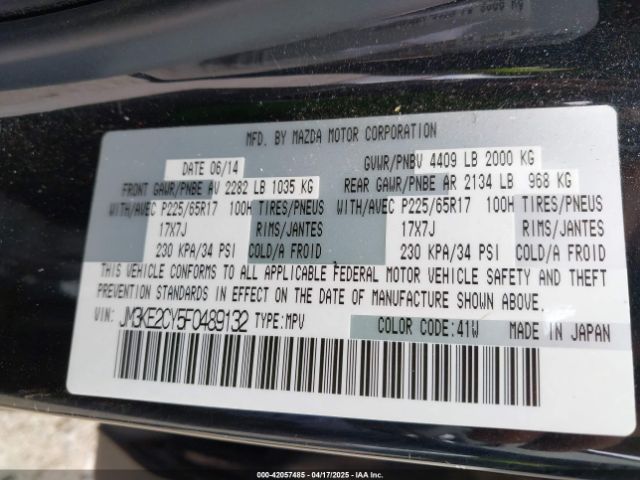 MFD. BY MAZDA MOTOR CORPORATION
DATE 06/14 GVWR/PNBV 4409 LB 2000 KG
FRONT GAWR/PNBE AV 2282 LB 1035 KG REAR GAWR/PNBE AR 2134 LB 968 KG
WITH/AVEC P225/65R17 100H TIRES/PNEUS WITH/AVEC P225/65R17 100H TIRES/PNEUS
17X7J RIMS/JANTES 17X7J RIMS/JANTES
230 KPA/34 PSI COLD/A FROID 230 KPA/34 PSI COLD/A FROID
THIS VEHICLE CONFORMS TO ALL APPLICABLE FEDERAL MOTOR VEHICLE SAFETY AND THEFT
PREVENTION STANDARDS IN EFFECT ON THE DATE OF MANUFACTURE SHOWN ABOVE.
VIN: JM3KE2CY5F0489132 TYPE: MPV COLOR CODE: 41W MADE IN JAPAN
000-42057485 - 04/17/2025 - IAA Inc.